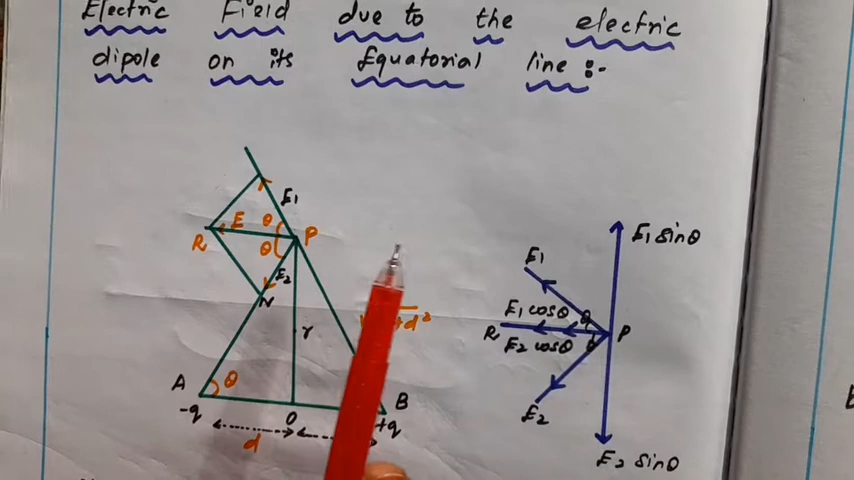 Electric Field due to the electric
dipole on its Equatorial line :-
E1
θ
E
R
P
θ
E2
N
r
+d²
A
θ
B
-q
O
+q
d
E1 sinθ
E1
E1 cosθ
θ
R
P
E2 cosθ
θ
E2
E2 sinθ